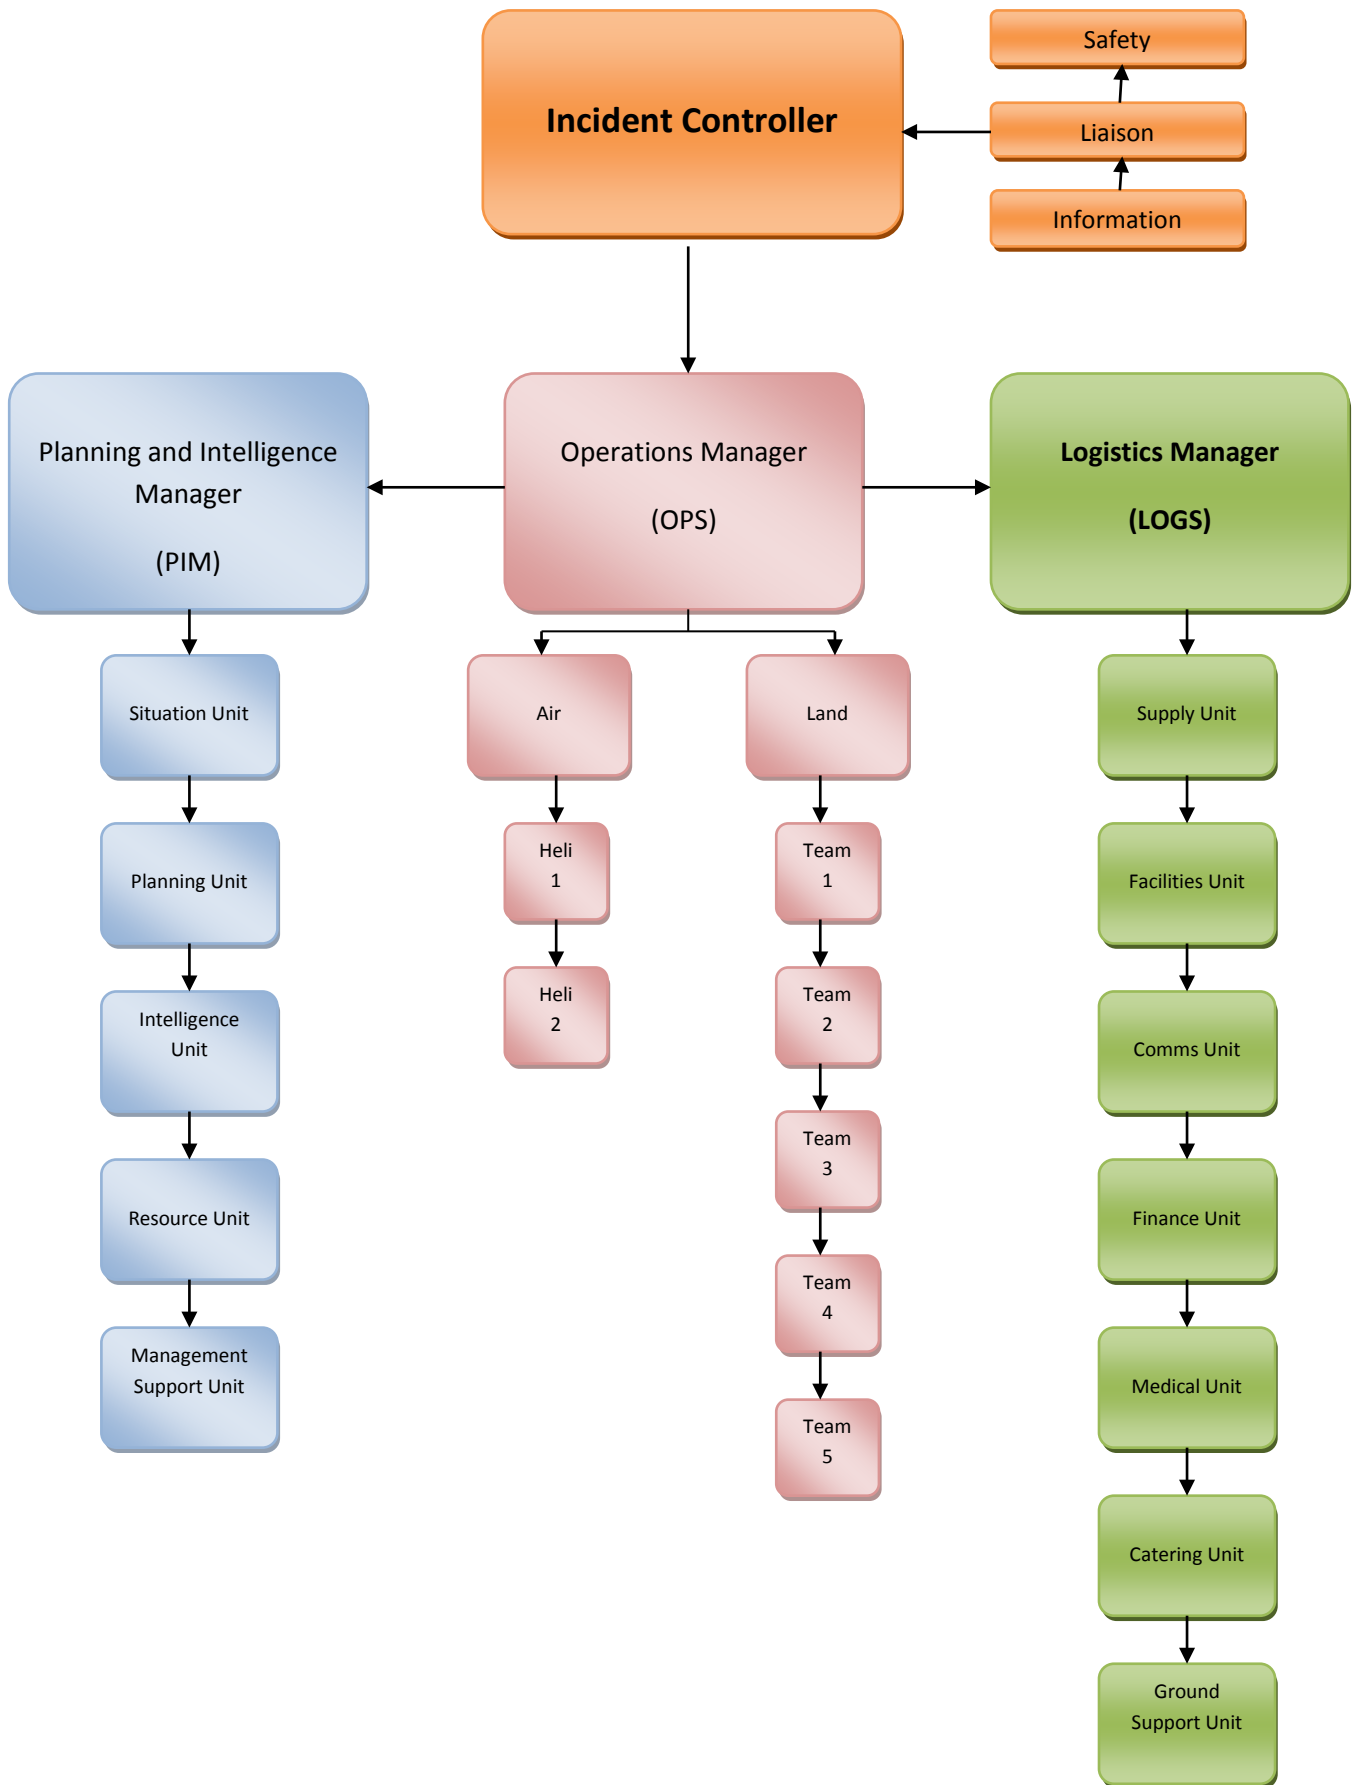 Incident Controller
Safety
Liaison
Information
Planning and Intelligence
Manager
(PIM)
Operations Manager
(OPS)
Logistics Manager
(LOGS)
Situation Unit
Planning Unit
Intelligence
Unit
Resource Unit
Management
Support Unit
Air
Heli
1
Heli
2
Land
Team
1
Team
2
Team
3
Team
4
Team
5
Supply Unit
Facilities Unit
Comms Unit
Finance Unit
Medical Unit
Catering Unit
Ground
Support Unit